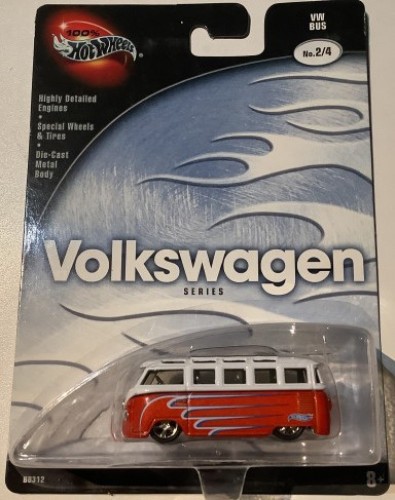 100%
Hot Wheels
VW
BUS
No.2/4
Highly Detailed
Engines
•
Special Wheels
& Tires
•
Die-Cast
Metal
Body
Volkswagen
SERIES
8+